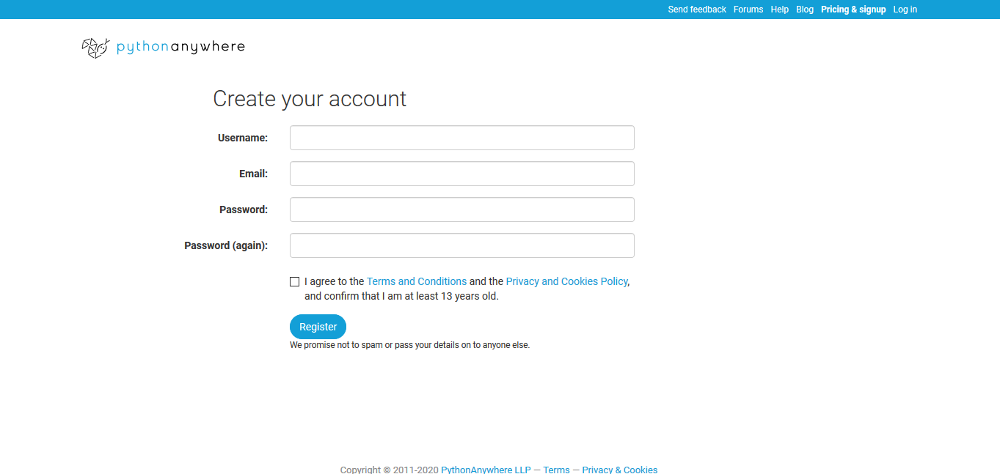 Send feedback Forums Help Blog Pricing & signup Log in
pythonanywhere
Create your account
Username:
Email:
Password:
Password (again):
I agree to the Terms and Conditions and the Privacy and Cookies Policy,
and confirm that I am at least 13 years old.
Register
We promise not to spam or pass your details on to anyone else.
Copyright © 2011-2020 PythonAnywhere LLP — Terms — Privacy & Cookies